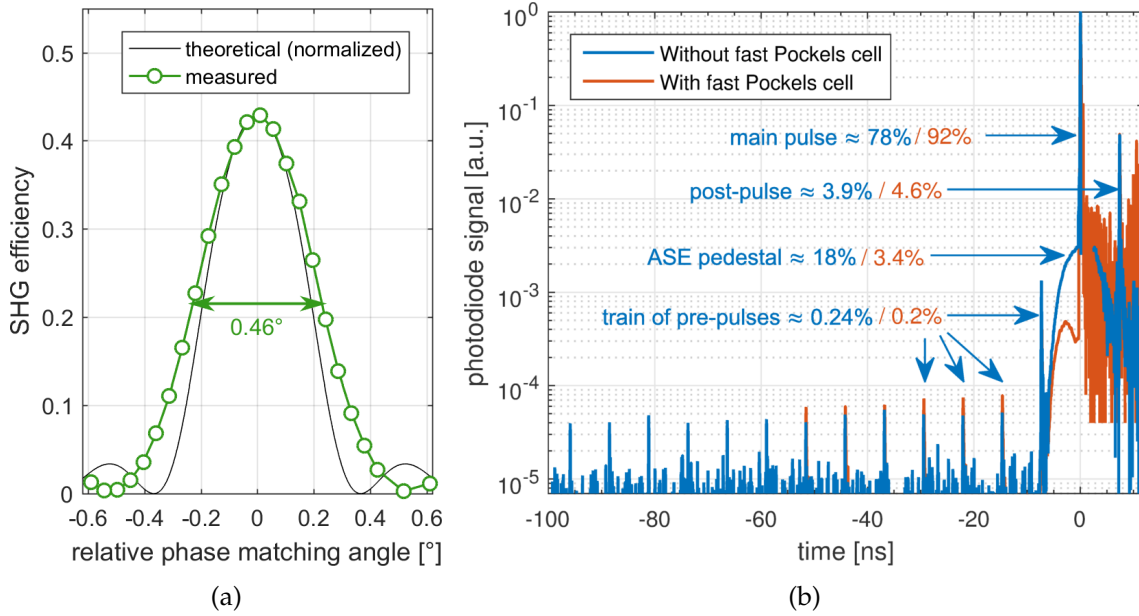 0.5
0.4
0.3
0.2
0.1
0
SHG efficiency
theoretical (normalized)
measured
0.46°
-0.6 -0.4 -0.2 0 0.2 0.4 0.6
relative phase matching angle [°]
(a)
10^0
10^-1
10^-2
10^-3
10^-4
10^-5
photodiode signal [a.u.]
Without fast Pockels cell
With fast Pockels cell
main pulse ≈ 78% / 92%
post-pulse ≈ 3.9% / 4.6%
ASE pedestal ≈ 18% / 3.4%
train of pre-pulses ≈ 0.24% / 0.2%
-100 -80 -60 -40 -20 0
time [ns]
(b)